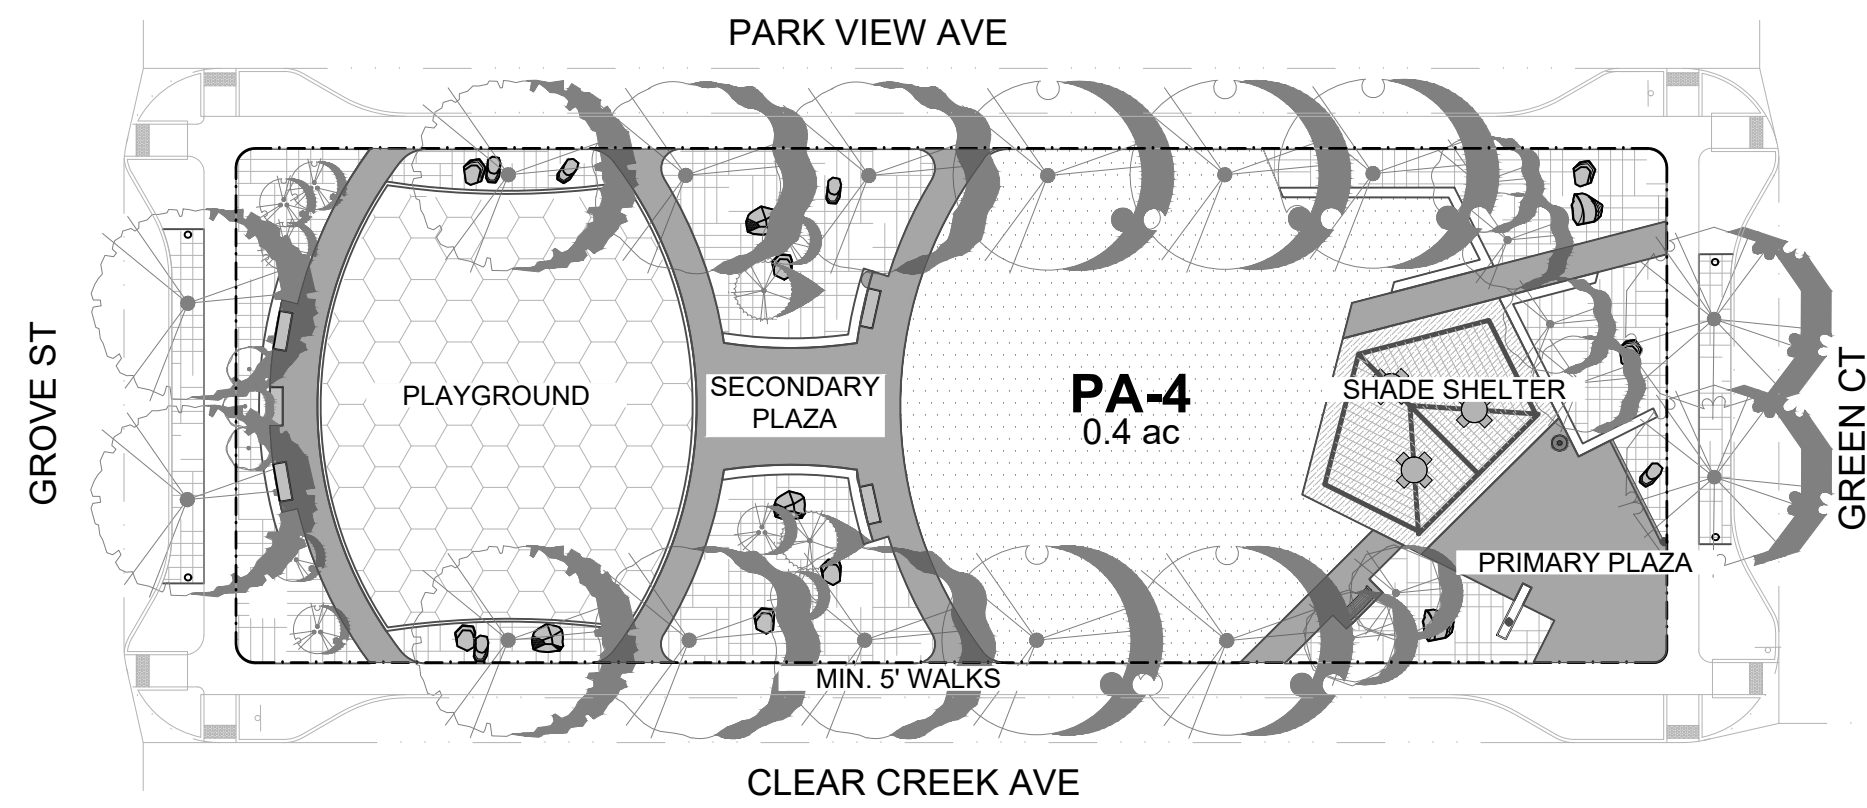 PARK VIEW AVE
GROVE ST
PLAYGROUND
SECONDARY
PLAZA
PA-4
0.4 ac
SHADE SHELTER
GREEN CT
PRIMARY PLAZA
MIN. 5' WALKS
CLEAR CREEK AVE